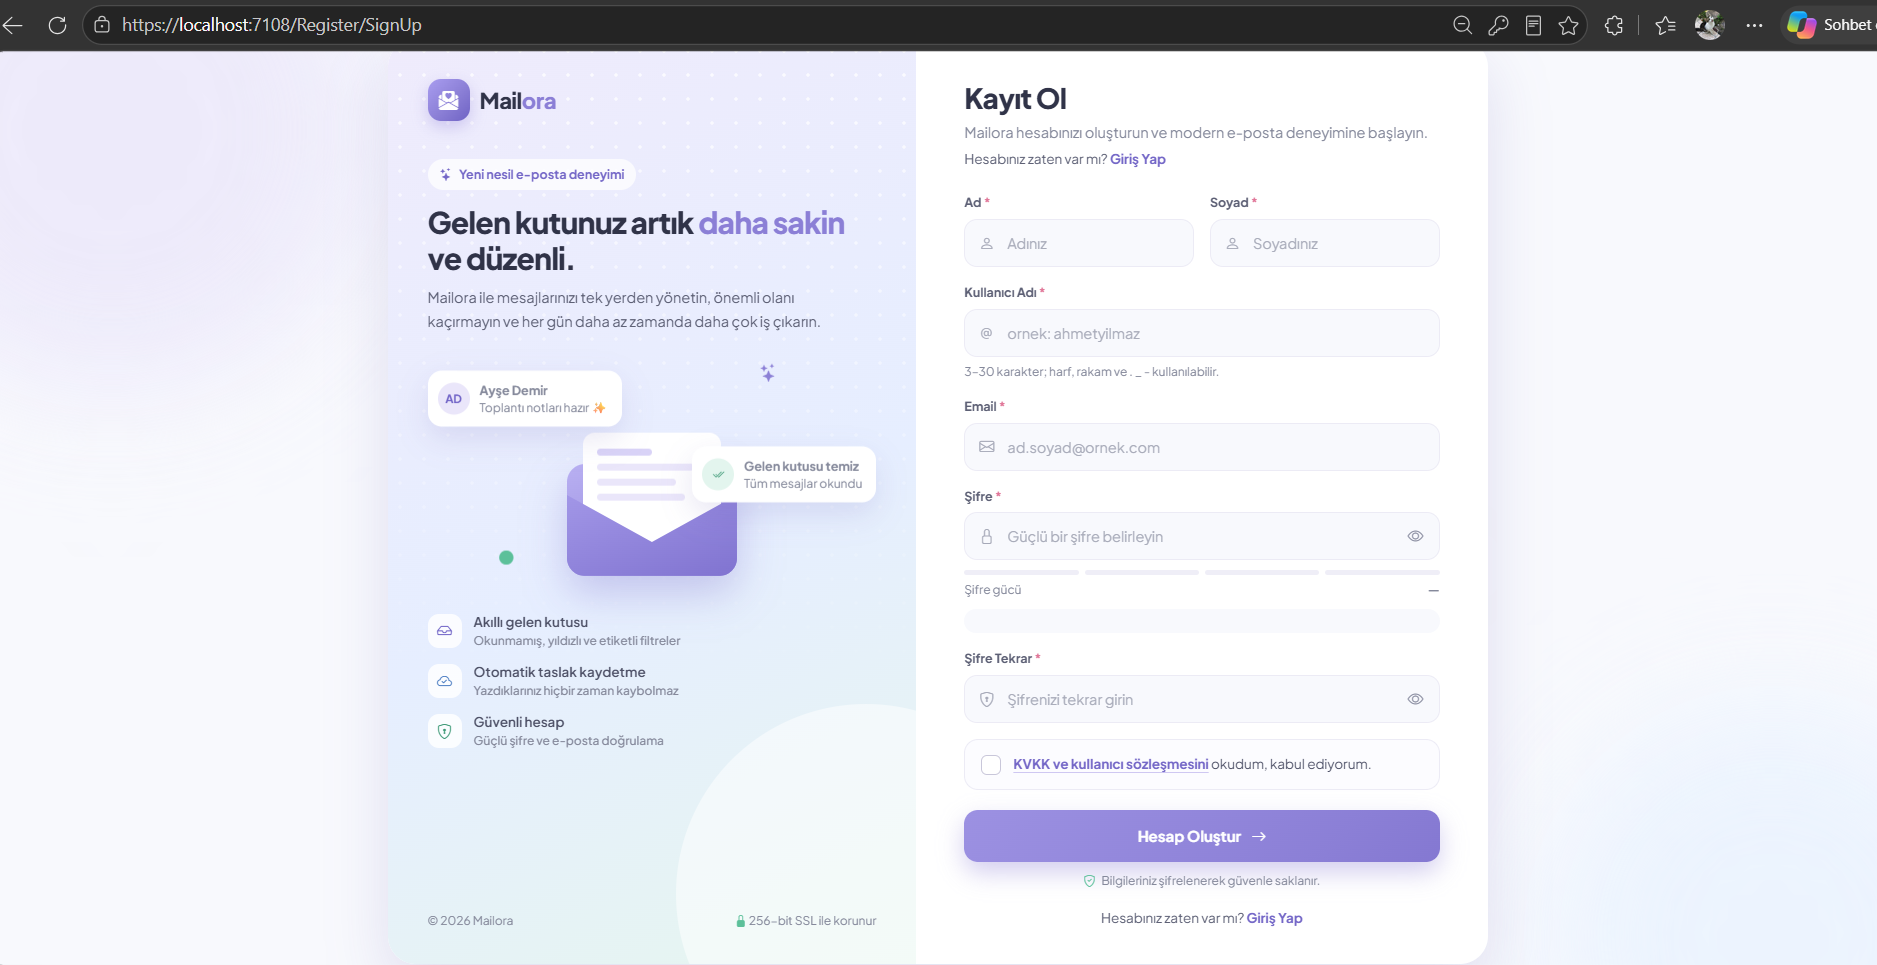 https://localhost:7108/Register/SignUp
Sohbet
Mailora
Yeni nesil e-posta deneyimi
Gelen kutunuz artık daha sakin
ve düzenli.
Mailora ile mesajlarınızı tek yerden yönetin, önemli olanı
kaçırmayın ve her gün daha az zamanda daha çok iş çıkarın.
AD
Ayşe Demir
Toplantı notları hazır ✨
Gelen kutusu temiz
Tüm mesajlar okundu
Akıllı gelen kutusu
Okunmamış, yıldızlı ve etiketli filtreler
Otomatik taslak kaydetme
Yazdıklarınız hiçbir zaman kaybolmaz
Güvenli hesap
Güçlü şifre ve e-posta doğrulama
© 2026 Mailora
256-bit SSL ile korunur
Kayıt Ol
Mailora hesabınızı oluşturun ve modern e-posta deneyimine başlayın.
Hesabınız zaten var mı? Giriş Yap
Ad *
Soyad *
Adınız
Soyadınız
Kullanıcı Adı *
@ ornek: ahmetyilmaz
3-30 karakter; harf, rakam ve . _ - kullanılabilir.
Email *
ad.soyad@ornek.com
Şifre *
Güçlü bir şifre belirleyin
Şifre gücü —
Şifre Tekrar *
Şifrenizi tekrar girin
KVKK ve kullanıcı sözleşmesini okudum, kabul ediyorum.
Hesap Oluştur →
Bilgileriniz şifrelenerek güvenle saklanır.
Hesabınız zaten var mı? Giriş Yap